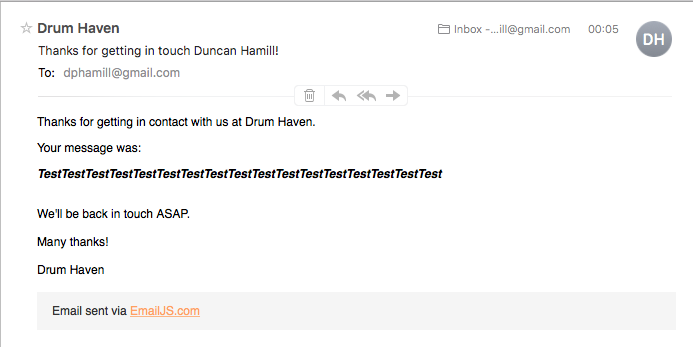 Drum Haven
Inbox -...ill@gmail.com 00:05
DH
Thanks for getting in touch Duncan Hamill!
To: dphamill@gmail.com
Thanks for getting in contact with us at Drum Haven.
Your message was:
TestTestTestTestTestTestTestTestTestTestTestTestTestTestTestTestTest
We'll be back in touch ASAP.
Many thanks!
Drum Haven
Email sent via EmailJS.com